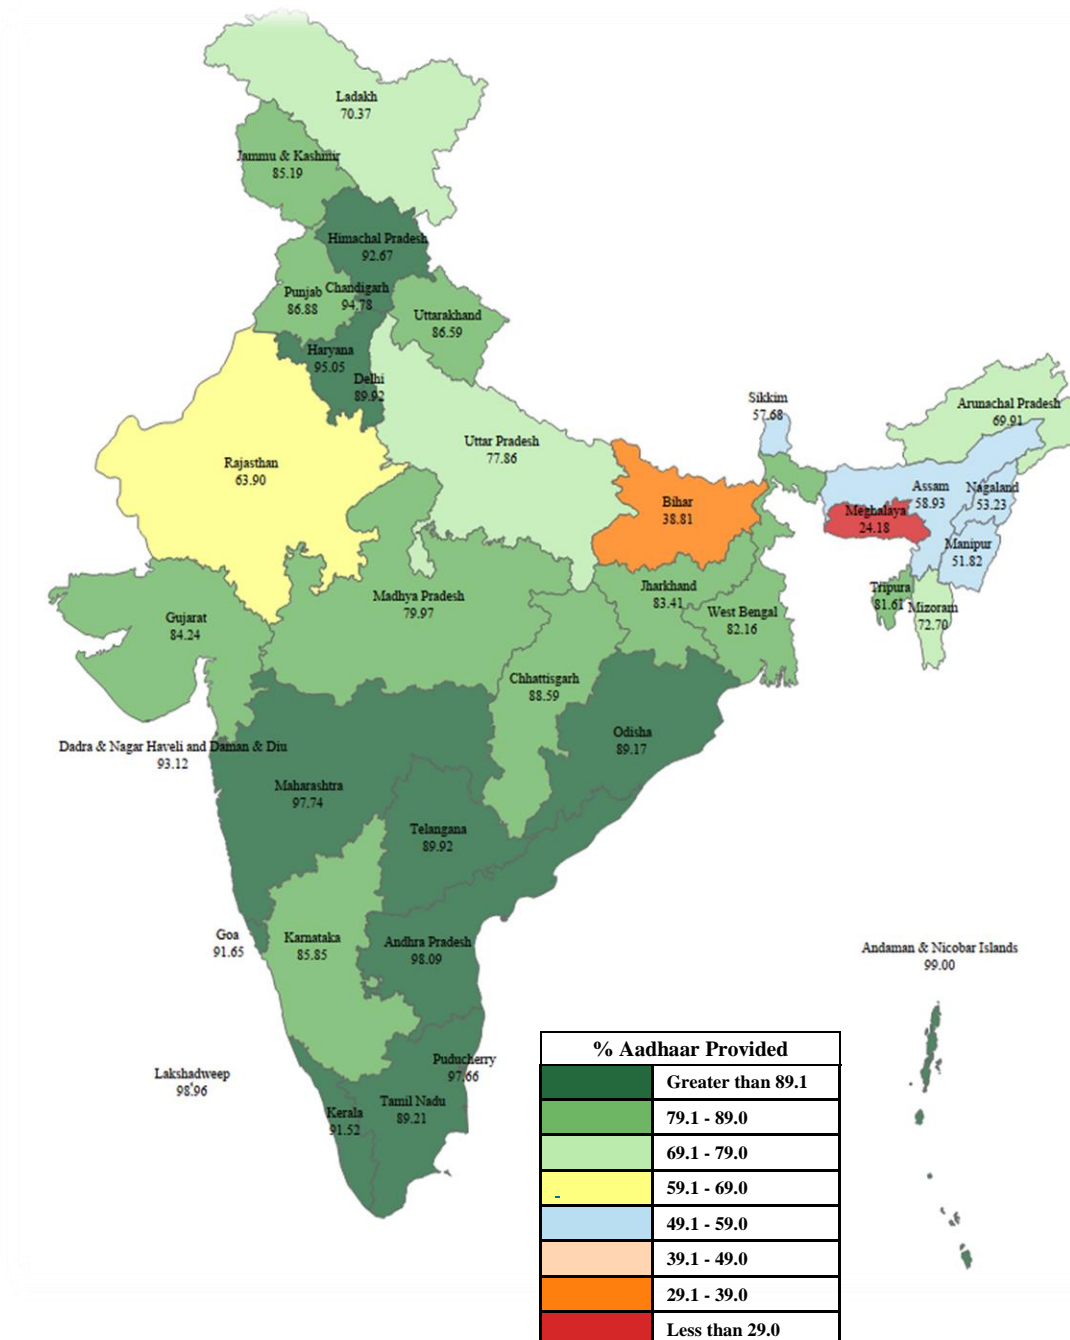 Ladakh
70.37
Jammu & Kashmir
85.19
Himachal Pradesh
92.67
Punjab
86.88
Chandigarh
94.78
Uttarakhand
86.59
Haryana
95.05
Delhi
89.92
Rajasthan
63.90
Uttar Pradesh
77.86
Sikkim
57.68
Arunachal Pradesh
69.91
Bihar
38.81
Assam
58.93
Nagaland
53.23
Meghalaya
24.18
Manipur
51.82
Tripura
81.61
Mizoram
72.70
Gujarat
84.24
Madhya Pradesh
79.97
Jharkhand
83.41
West Bengal
82.16
Chhattisgarh
88.59
Odisha
89.17
Dadra & Nagar Haveli and Daman & Diu
93.12
Maharashtra
97.74
Telangana
89.92
Goa
91.65
Karnataka
85.85
Andhra Pradesh
98.09
Andaman & Nicobar Islands
99.00
Lakshadweep
98.96
Puducherry
97.66
Kerala
91.52
Tamil Nadu
89.21
% Aadhaar Provided
Greater than 89.1
79.1 - 89.0
69.1 - 79.0
- 59.1 - 69.0
49.1 - 59.0
39.1 - 49.0
29.1 - 39.0
Less than 29.0